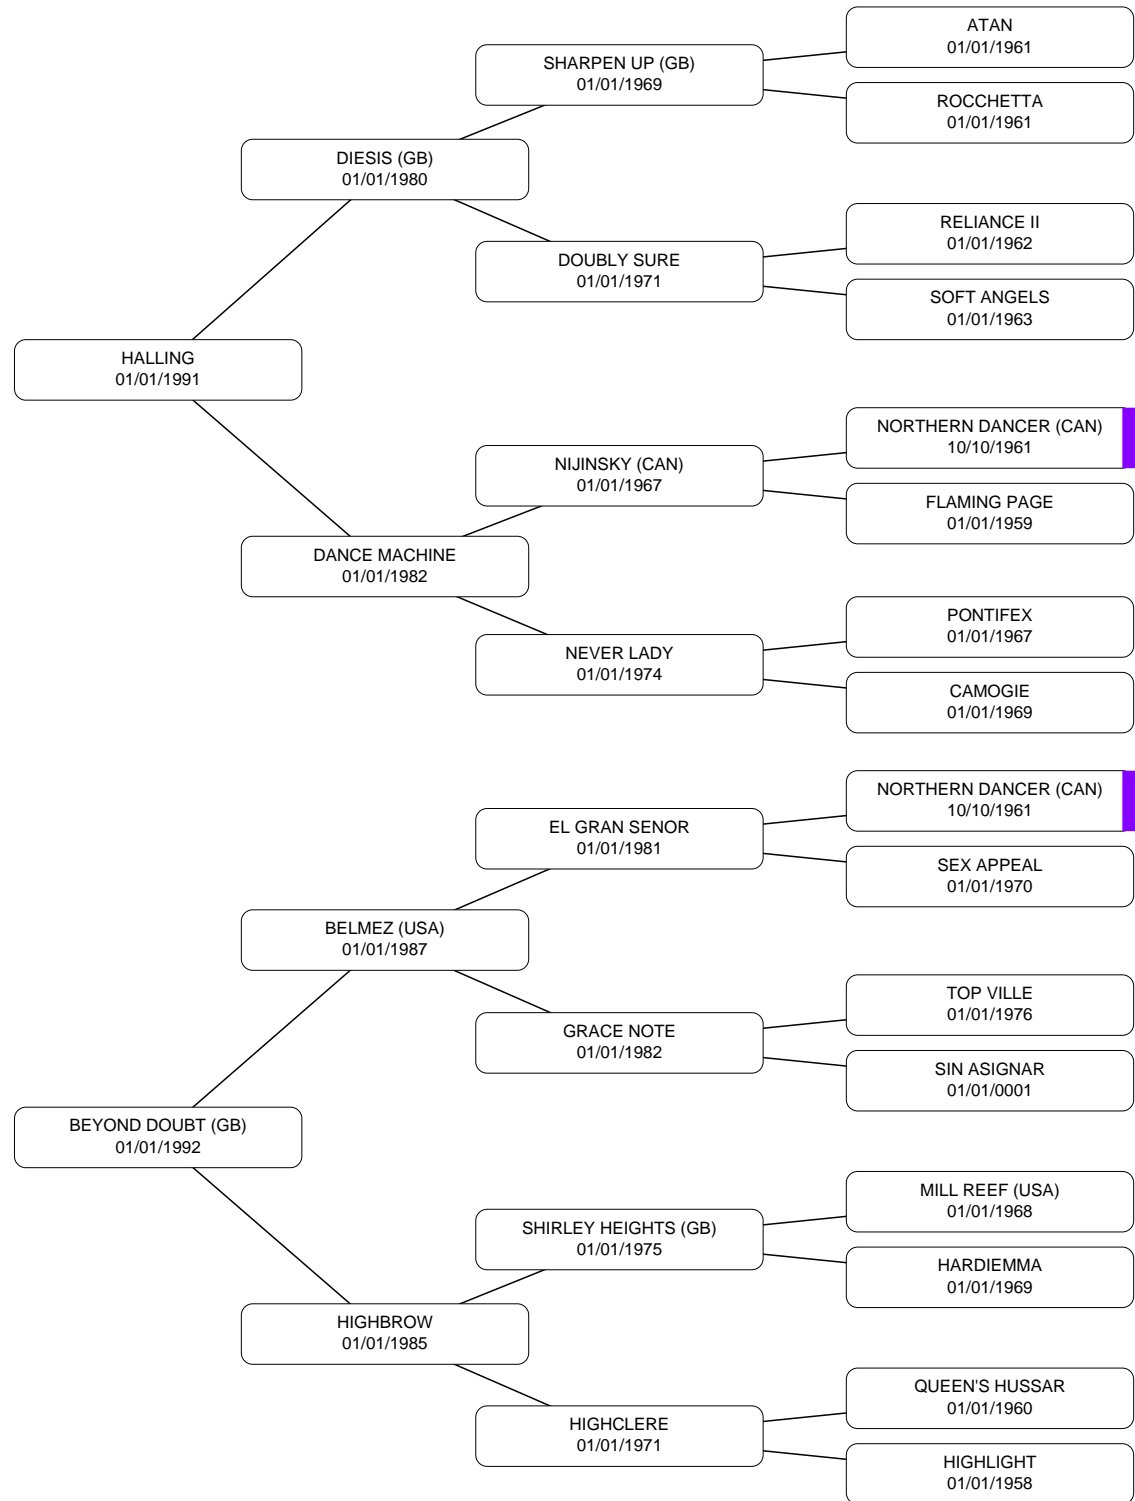 ATAN
01/01/1961
SHARPEN UP (GB)
01/01/1969
ROCCHETTA
01/01/1961
DIESIS (GB)
01/01/1980
RELIANCE II
01/01/1962
DOUBLY SURE
01/01/1971
SOFT ANGELS
01/01/1963
HALLING
01/01/1991
NORTHERN DANCER (CAN)
10/10/1961
NIJINSKY (CAN)
01/01/1967
FLAMING PAGE
01/01/1959
DANCE MACHINE
01/01/1982
PONTIFEX
01/01/1967
NEVER LADY
01/01/1974
CAMOGIE
01/01/1969
NORTHERN DANCER (CAN)
10/10/1961
EL GRAN SENOR
01/01/1981
SEX APPEAL
01/01/1970
BELMEZ (USA)
01/01/1987
TOP VILLE
01/01/1976
GRACE NOTE
01/01/1982
SIN ASIGNAR
01/01/0001
BEYOND DOUBT (GB)
01/01/1992
MILL REEF (USA)
01/01/1968
SHIRLEY HEIGHTS (GB)
01/01/1975
HARDIEMMA
01/01/1969
HIGHBROW
01/01/1985
QUEEN'S HUSSAR
01/01/1960
HIGHCLERE
01/01/1971
HIGHLIGHT
01/01/1958